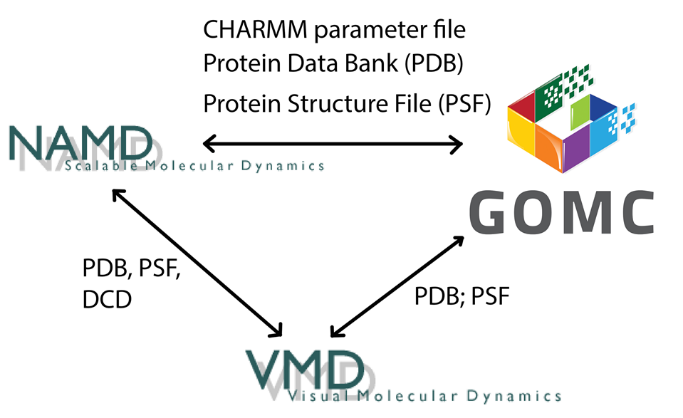 CHARMM parameter file
Protein Data Bank (PDB)
Protein Structure File (PSF)
NAMD
Scalable Molecular Dynamics
GOMC
PDB, PSF,
DCD
PDB; PSF
VMD
Visual Molecular Dynamics